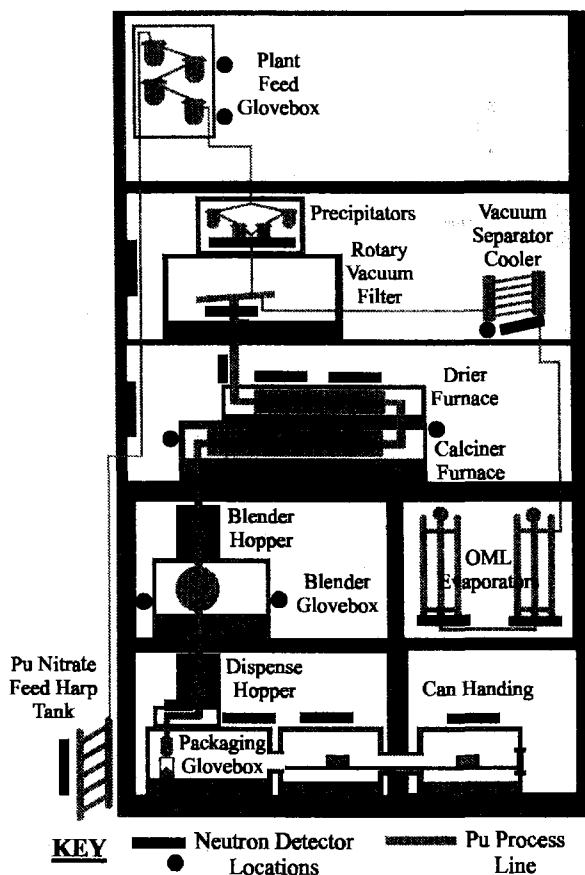 Plant
Feed
Glovebox
Precipitators
Vacuum
Separator
Cooler
Rotary
Vacuum
Filter
Drier
Furnace
Calciner
Furnace
Blender
Hopper
Blender
Glovebox
OML
Evaporators
Pu Nitrate
Feed Harp
Tank
Dispense
Hopper
Can Handing
Packaging
Glovebox
KEY
Neutron Detector
Locations
Pu Process
Line